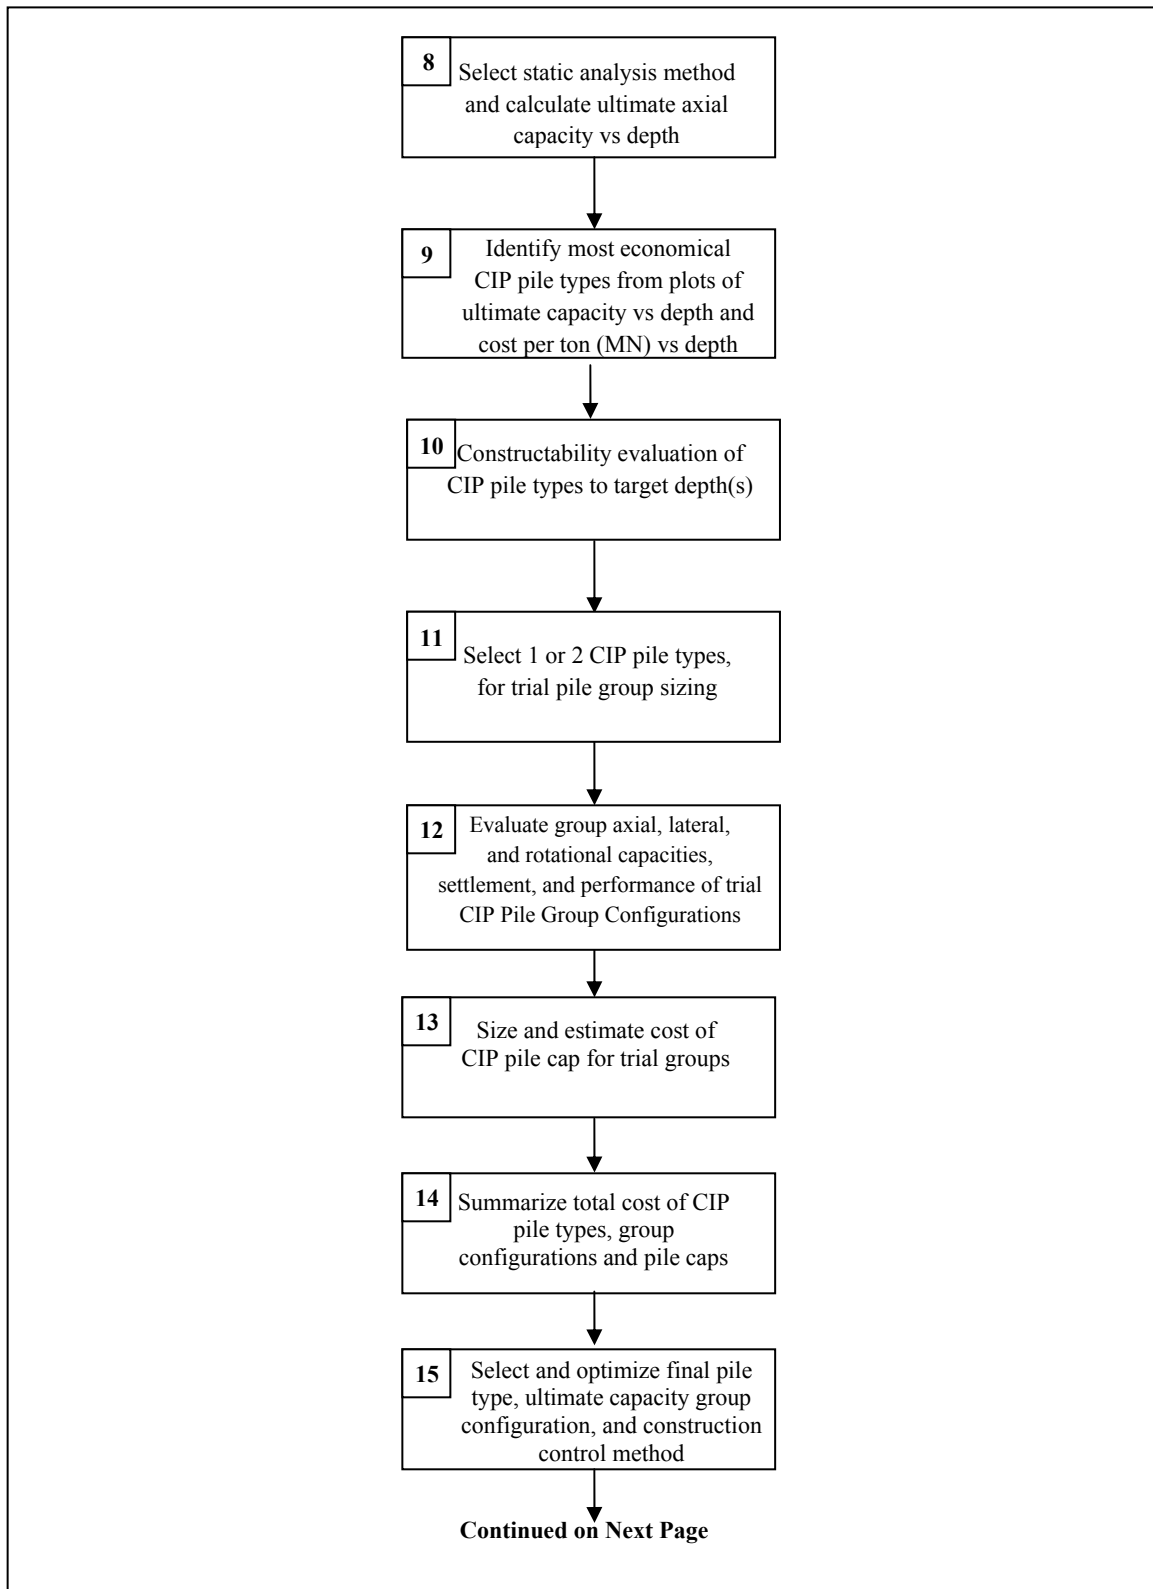 8
Select static analysis method
and calculate ultimate axial
capacity vs depth
9
Identify most economical
CIP pile types from plots of
ultimate capacity vs depth and
cost per ton (MN) vs depth
10
Constructability evaluation of
CIP pile types to target depth(s)
11
Select 1 or 2 CIP pile types,
for trial pile group sizing
12
Evaluate group axial, lateral,
and rotational capacities,
settlement, and performance of trial
CIP Pile Group Configurations
13
Size and estimate cost of
CIP pile cap for trial groups
14
Summarize total cost of CIP
pile types, group
configurations and pile caps
15
Select and optimize final pile
type, ultimate capacity group
configuration, and construction
control method
Continued on Next Page